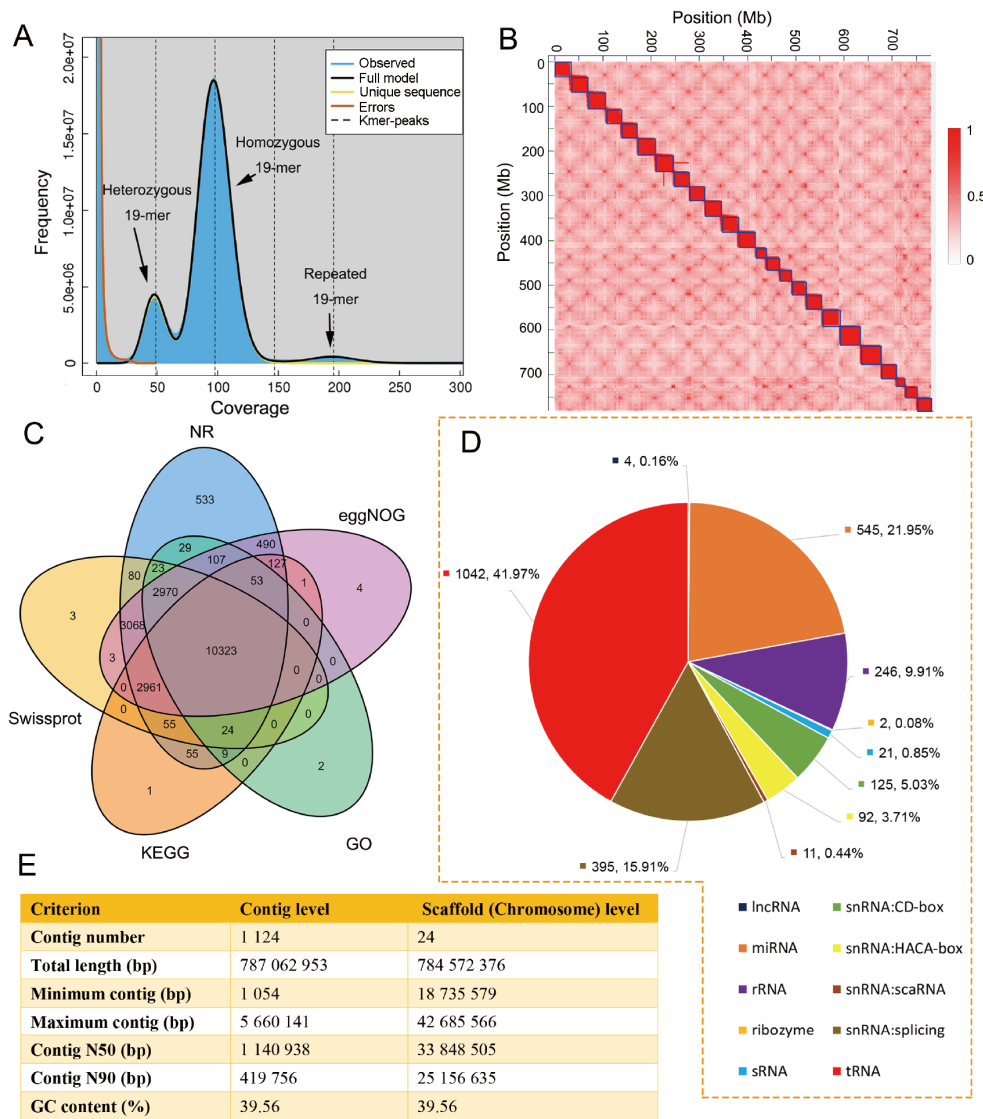 A
Frequency
2.0e+07
1.5e+07
1.0e+07
5.0e+06
0
Observed
Full model
Unique sequence
Errors
Kmer-peaks
Homozygous
19-mer
Heterozygous
19-mer
Repeated
19-mer
0 50 100 150 200 250 300
Coverage
B
Position (Mb)
0 100 200 300 400 500 600 700
Position (Mb)
0
100
200
300
400
500
600
700
1
0.5
0
C
NR
eggNOG
Swissprot
KEGG
GO
533
29
490
107
127
80
23
53
1
4
2970
3
3068
0
10323
0
3
0
0
0
2961
0
0
55
0
24
55
9
0
1
2
D
4, 0.16%
545, 21.95%
1042, 41.97%
246, 9.91%
2, 0.08%
21, 0.85%
125, 5.03%
92, 3.71%
11, 0.44%
395, 15.91%
lncRNA snRNA:CD-box
miRNA snRNA:HACA-box
rRNA snRNA:scaRNA
ribozyme snRNA:splicing
sRNA tRNA
E
Criterion Contig level Scaffold (Chromosome) level
Contig number 1 124 24
Total length (bp) 787 062 953 784 572 376
Minimum contig (bp) 1 054 18 735 579
Maximum contig (bp) 5 660 141 42 685 566
Contig N50 (bp) 1 140 938 33 848 505
Contig N90 (bp) 419 756 25 156 635
GC content (%) 39.56 39.56